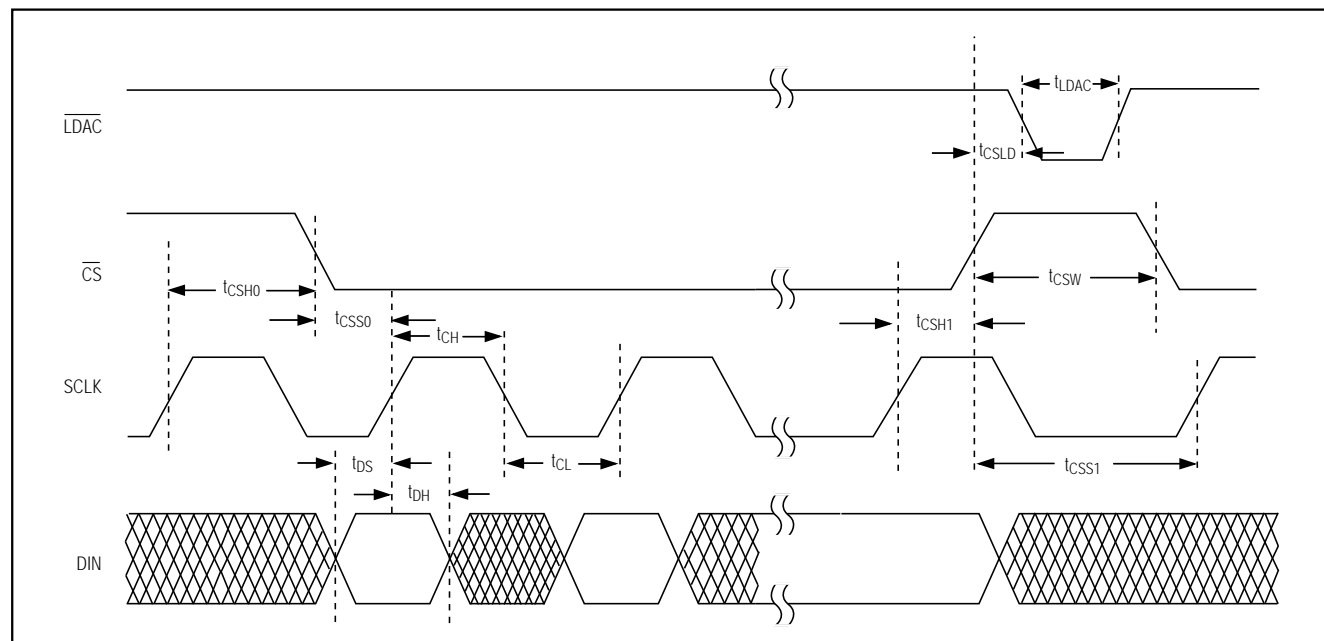 tLDAC
LDAC
tCSLD
CS
tCSH0
tCSW
tCSS0
tCH
tCSH1
SCLK
tDS
tCL
tCSS1
tDH
DIN